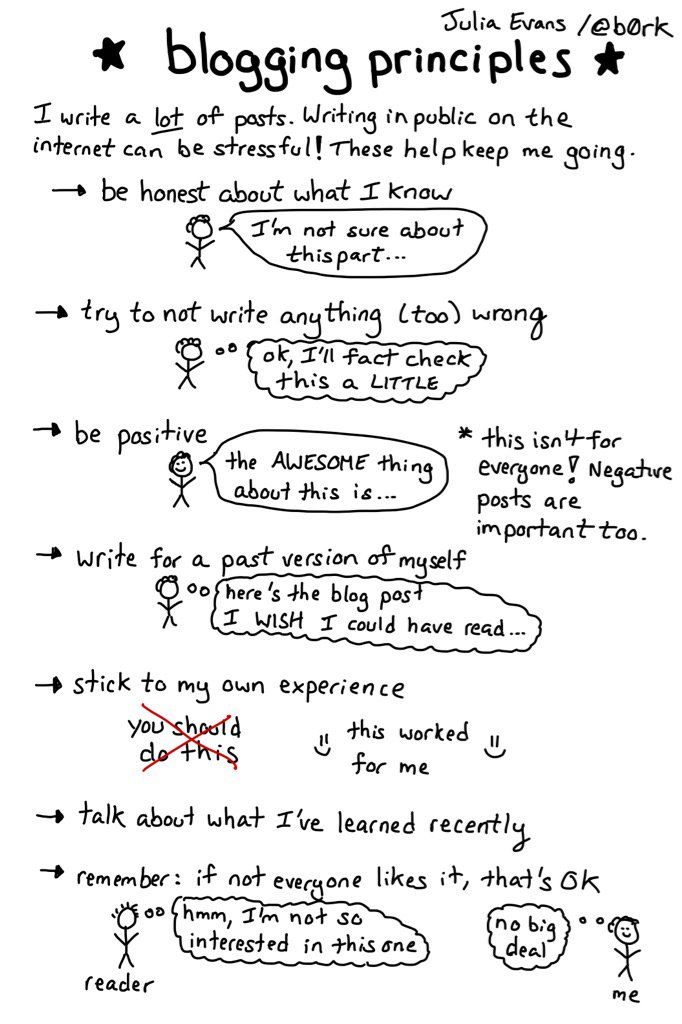 Julia Evans /@b0rk
★ blogging principles ★
I write a lot of posts. Writing in public on the
internet can be stressful! These help keep me going.
→ be honest about what I know
I'm not sure about
this part...
→ try to not write anything (too) wrong
ok, I'll fact check
this a LITTLE
→ be positive
the AWESOME thing
about this is...
* this isn't for
everyone! Negative
posts are
important too.
→ write for a past version of myself
here's the blog post
I WISH I could have read...
→ stick to my own experience
you should
do this
this worked
for me
→ talk about what I've learned recently
→ remember: if not everyone likes it, that's OK
hmm, I'm not so
interested in this one
no big
deal
reader
me